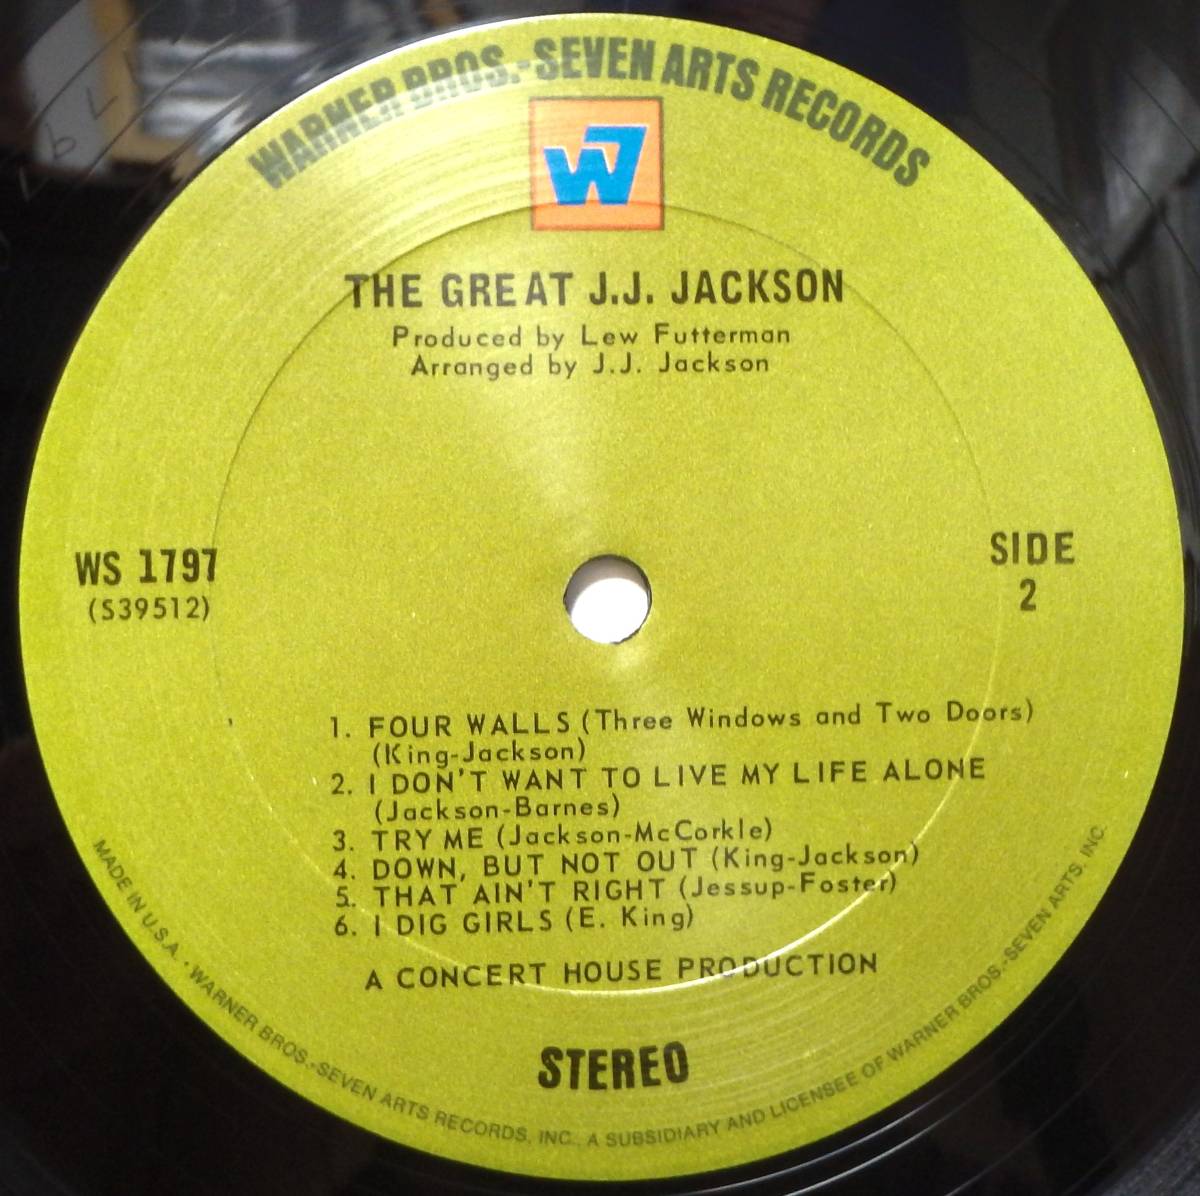 WARNER BROS.-SEVEN ARTS RECORDS
W7
THE GREAT J.J. JACKSON
Produced by Lew Futterman
Arranged by J.J. Jackson
WS 1797
(S39512)
SIDE
2
1. FOUR WALLS (Three Windows and Two Doors)
(King-Jackson)
2. I DON'T WANT TO LIVE MY LIFE ALONE
(Jackson-Barnes)
3. TRY ME (Jackson-McCorkle)
4. DOWN, BUT NOT OUT (King-Jackson)
5. THAT AIN'T RIGHT (Jessup-Foster)
6. I DIG GIRLS (E. King)
A CONCERT HOUSE PRODUCTION
STEREO
MADE IN U.S.A. • WARNER BROS.-SEVEN ARTS RECORDS, INC., A SUBSIDIARY AND LICENSEE OF WARNER BROS.-SEVEN ARTS, INC.